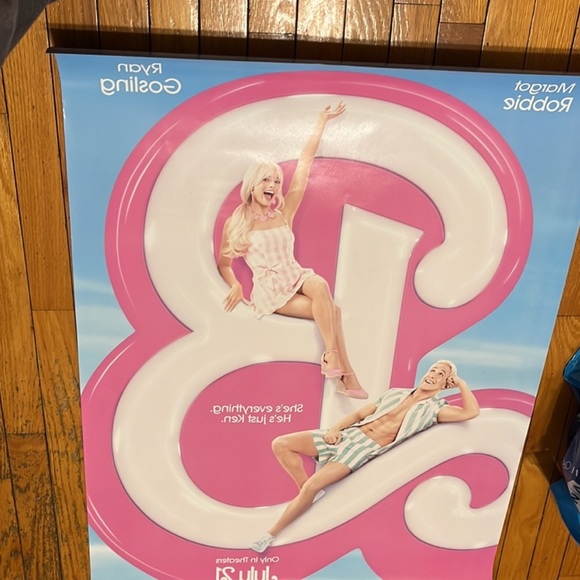 Ryan
Gosling
Margot
Robbie
She's everything.
He's just Ken.
Only In Theaters
July 21